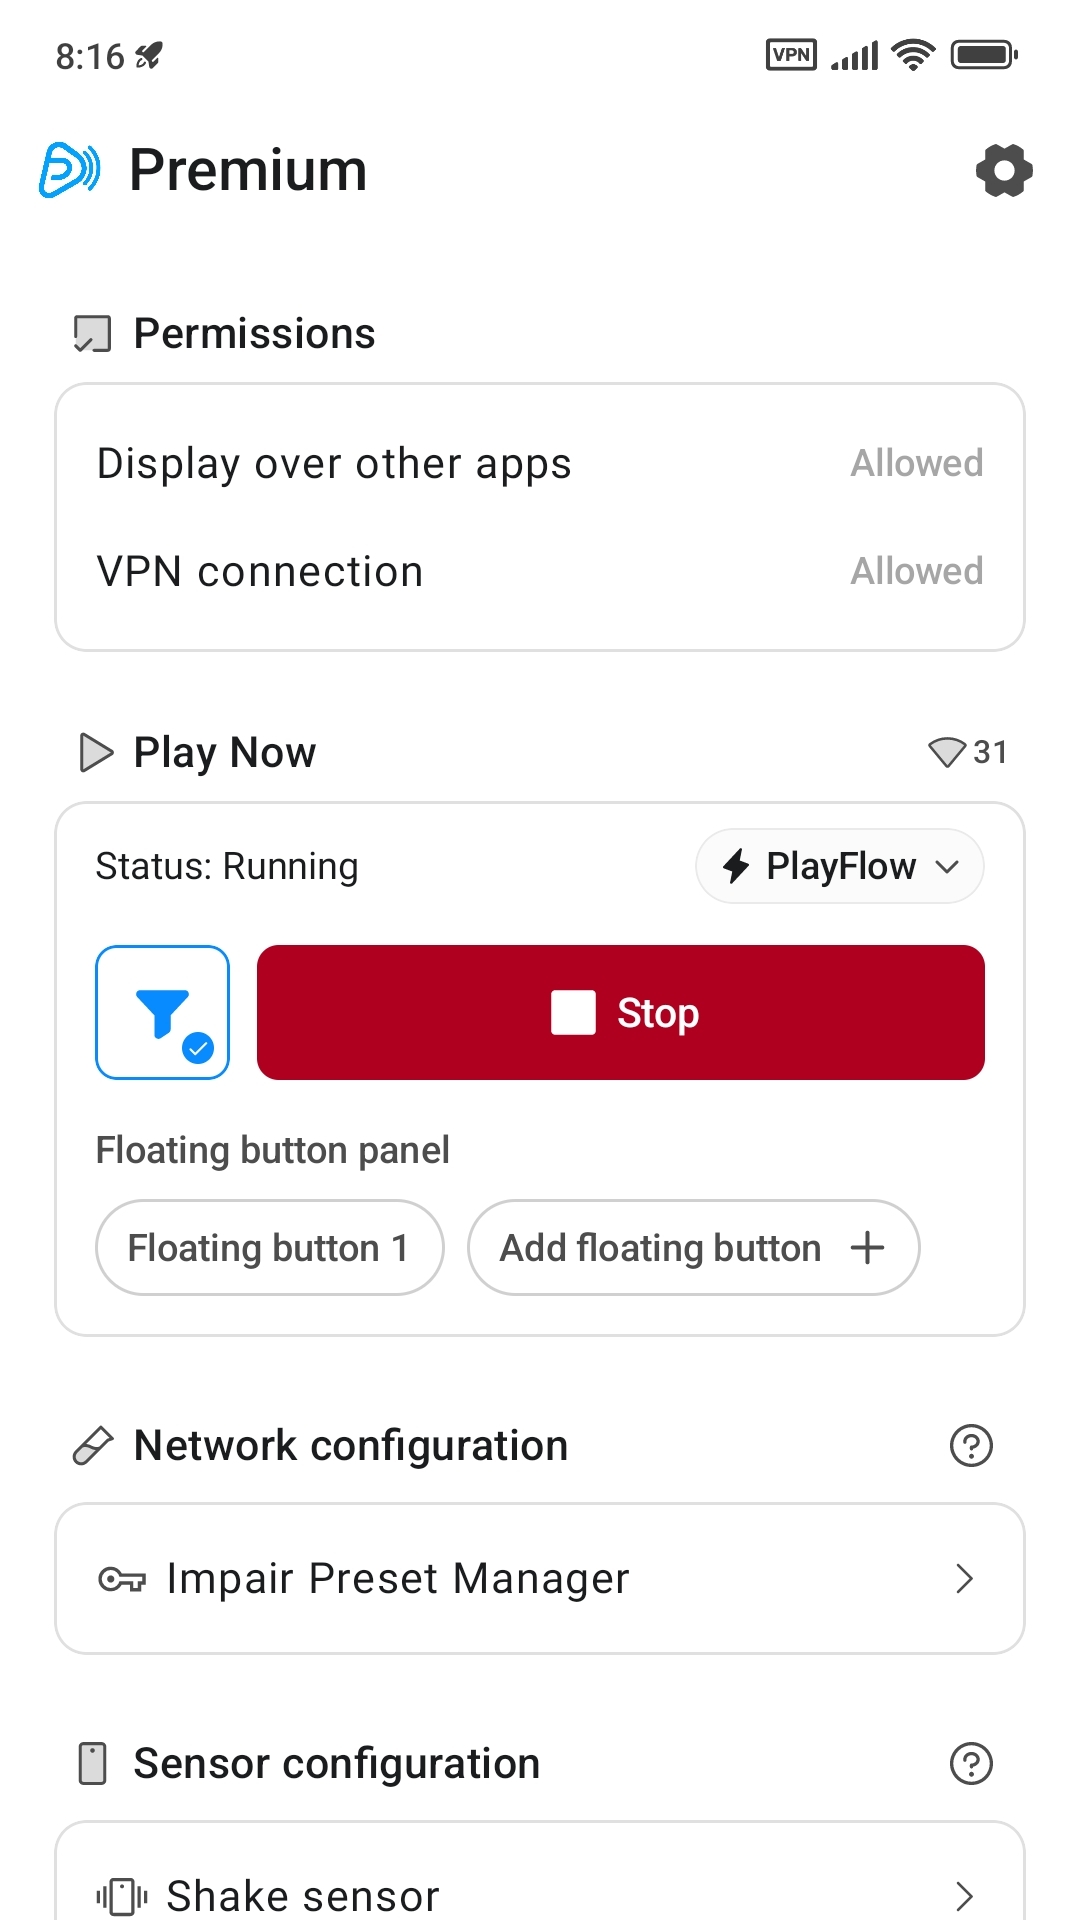 8:16 VPN
Premium
Permissions
Display over other apps Allowed
VPN connection Allowed
Play Now 31
Status: Running PlayFlow
Stop
Floating button panel
Floating button 1 Add floating button
Network configuration
Impair Preset Manager
Sensor configuration
Shake sensor